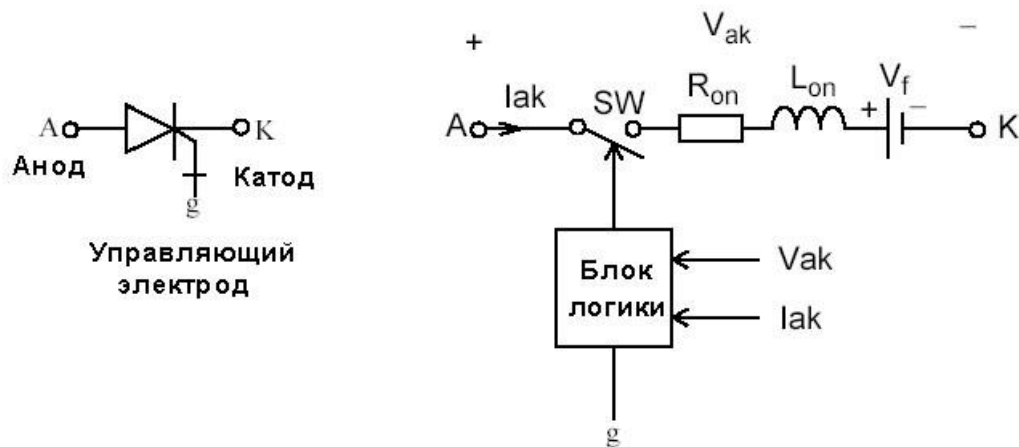 A
K
Анод
Катод
g
Управляющий
электрод
+
V_ak
−
Iak
SW
R_on
L_on
V_f
+
−
A
K
Блок
логики
Vak
Iak
g